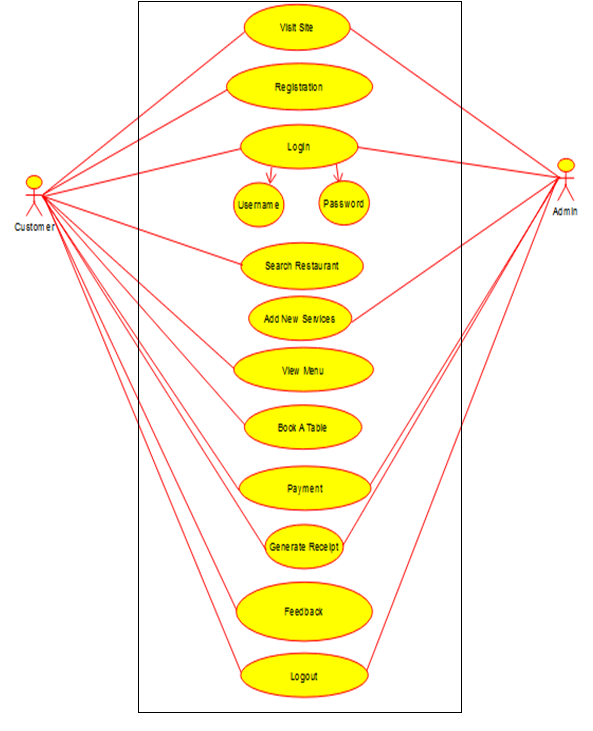 Visit Site
Registration
Login
Username
Password
Customer
Admin
Search Restaurant
Add New Services
View Menu
Book A Table
Payment
Generate Receipt
Feedback
Logout